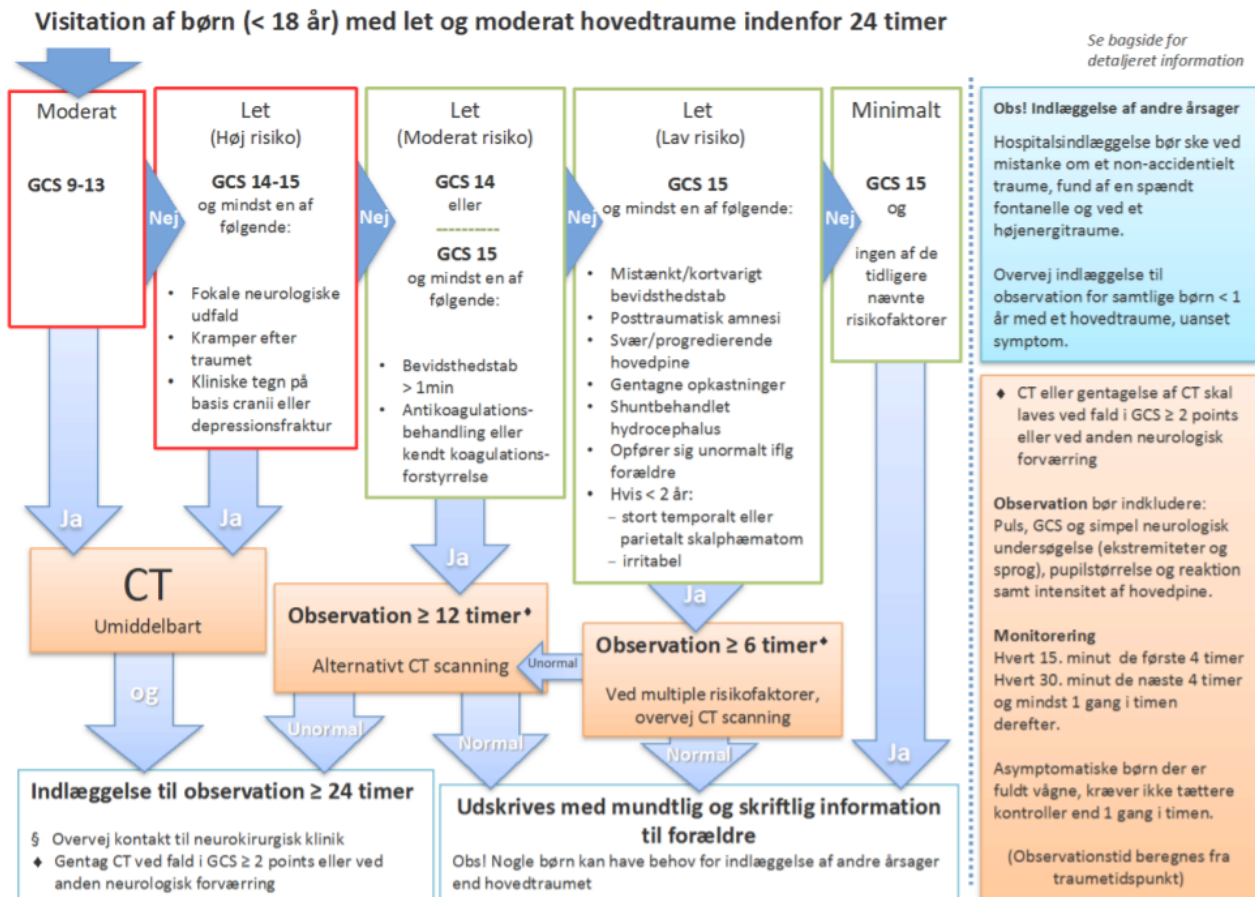 Visitation af børn (< 18 år) med let og moderat hovedtraume indenfor 24 timer
Se bagside for
detaljeret information
Moderat
GCS 9-13
Nej
Let
(Høj risiko)
GCS 14-15
og mindst en af
følgende:
• Fokale neurologiske
udfald
• Kramper efter
traumet
• Kliniske tegn på
basis cranii eller
depressionsfraktur
Nej
Let
(Moderat risiko)
GCS 14
eller
----------
GCS 15
og mindst en af
følgende:
• Bevidsthedstab
> 1min
• Antikoagulations-
behandling eller
kendt koagulations-
forstyrrelse
Nej
Let
(Lav risiko)
GCS 15
og mindst en af følgende:
• Mistænkt/kortvarigt
bevidsthedstab
• Posttraumatisk amnesi
• Svær/progredierende
hovedpine
• Gentagne opkastninger
• Shuntbehandlet
hydrocephalus
• Opfører sig unormalt iflg
forældre
• Hvis < 2 år:
– stort temporalt eller
parietalt skalphæmatom
– irritabel
Nej
Minimalt
GCS 15
og
ingen af de
tidligere
nævnte
risikofaktorer
Ja
Ja
Ja
Ja
Ja
CT
Umiddelbart
og
Observation ≥ 12 timer♦
Alternativt CT scanning
Unormal
Observation ≥ 6 timer♦
Ved multiple risikofaktorer,
overvej CT scanning
Unormal
Normal
Normal
Indlæggelse til observation ≥ 24 timer
§ Overvej kontakt til neurokirurgisk klinik
♦ Gentag CT ved fald i GCS ≥ 2 points eller ved
anden neurologisk forværring
Udskrives med mundtlig og skriftlig information
til forældre
Obs! Nogle børn kan have behov for indlæggelse af andre årsager
end hovedtraumet
Obs! Indlæggelse af andre årsager
Hospitalsindlæggelse bør ske ved
mistanke om et non-accidentielt
traume, fund af en spændt
fontanelle og ved et
højenergitraume.
Overvej indlæggelse til
observation for samtlige børn < 1
år med et hovedtraume, uanset
symptom.
♦ CT eller gentagelse af CT skal
laves ved fald i GCS ≥ 2 points
eller ved anden neurologisk
forværring
Observation bør indkludere:
Puls, GCS og simpel neurologisk
undersøgelse (ekstremiteter og
sprog), pupilstørrelse og reaktion
samt intensitet af hovedpine.
Monitorering
Hvert 15. minut de første 4 timer
Hvert 30. minut de næste 4 timer
og mindst 1 gang i timen
derefter.
Asymptomatiske børn der er
fuldt vågne, kræver ikke tættere
kontroller end 1 gang i timen.
(Observationstid beregnes fra
traumetidspunkt)